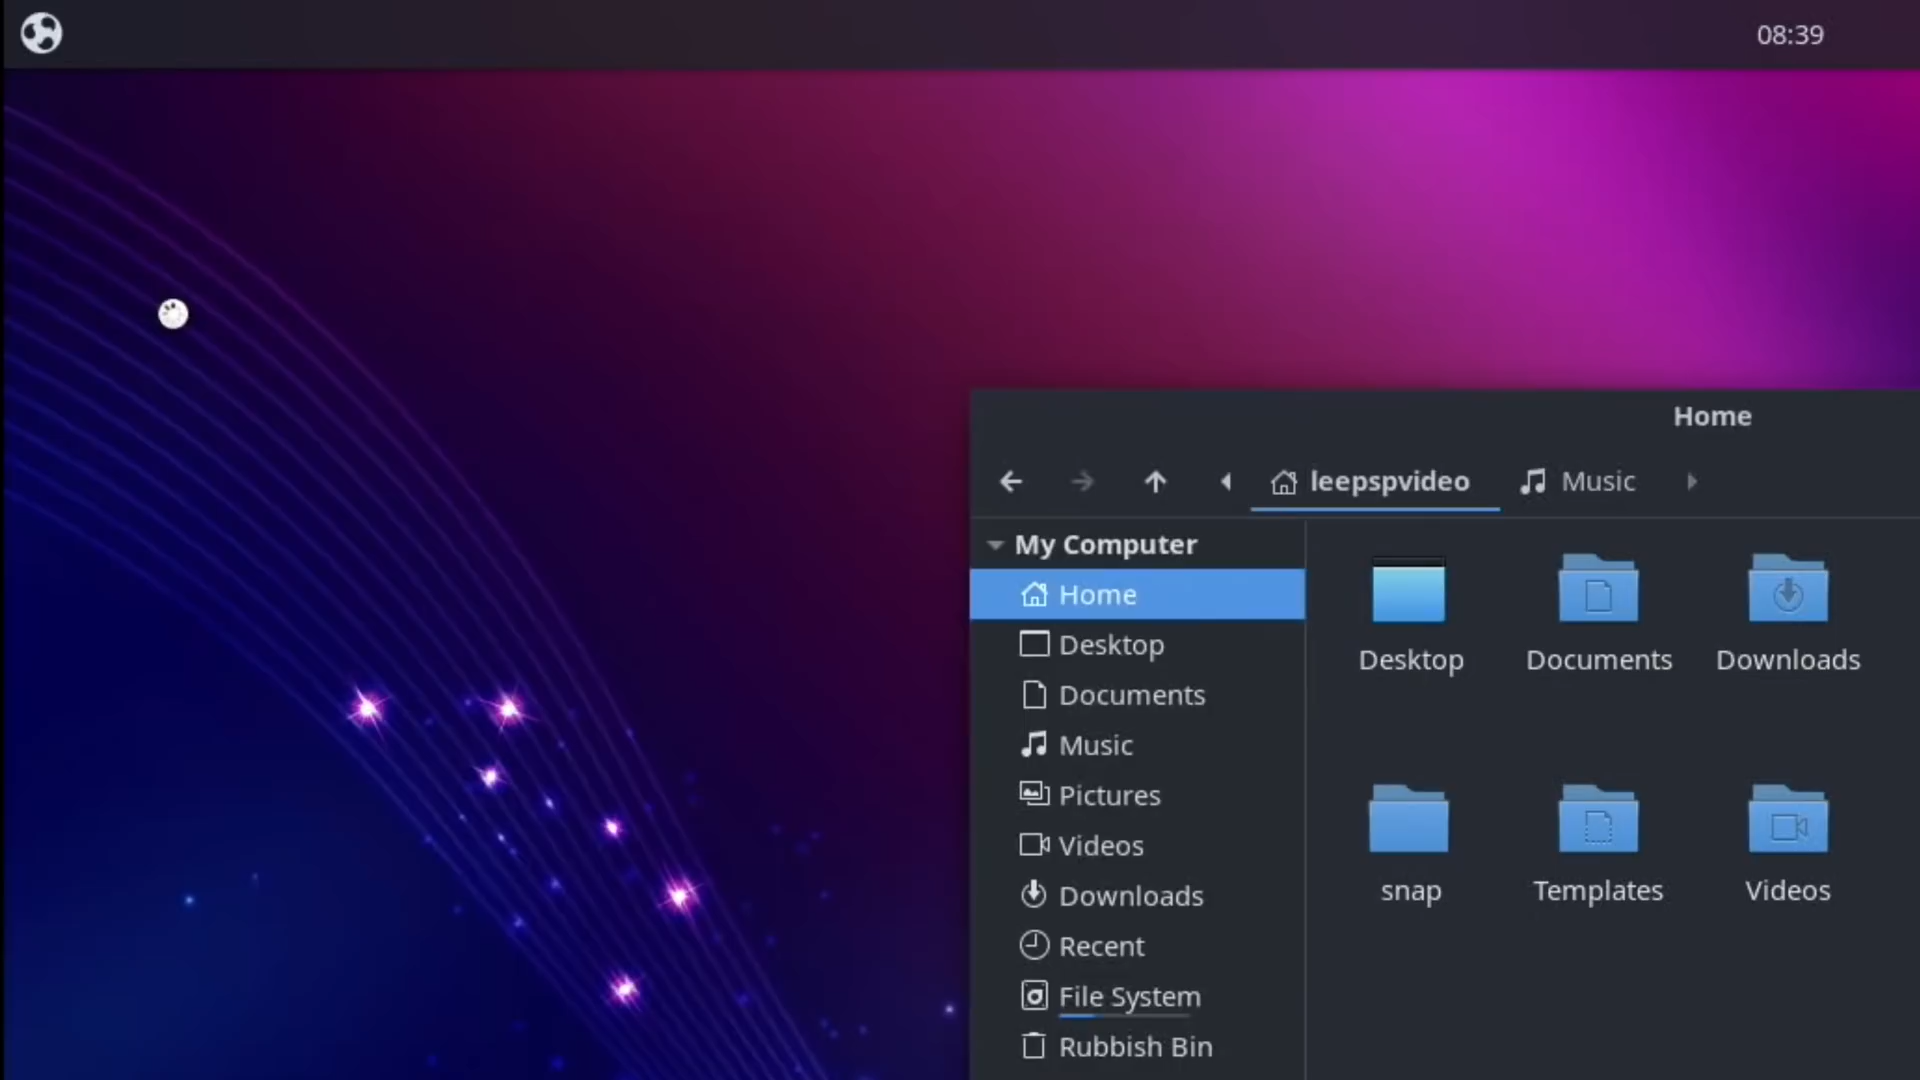 08:39
Home
leepspvideo Music
My Computer
Home
Desktop
Documents
Music
Pictures
Videos
Downloads
Recent
File System
Rubbish Bin
Desktop Documents Downloads
snap Templates Videos